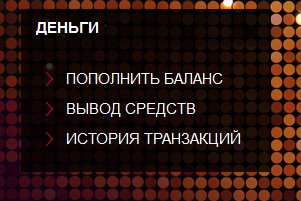 ДЕНЬГИ
ПОПОЛНИТЬ БАЛАНС
ВЫВОД СРЕДСТВ
ИСТОРИЯ ТРАНЗАКЦИЙ